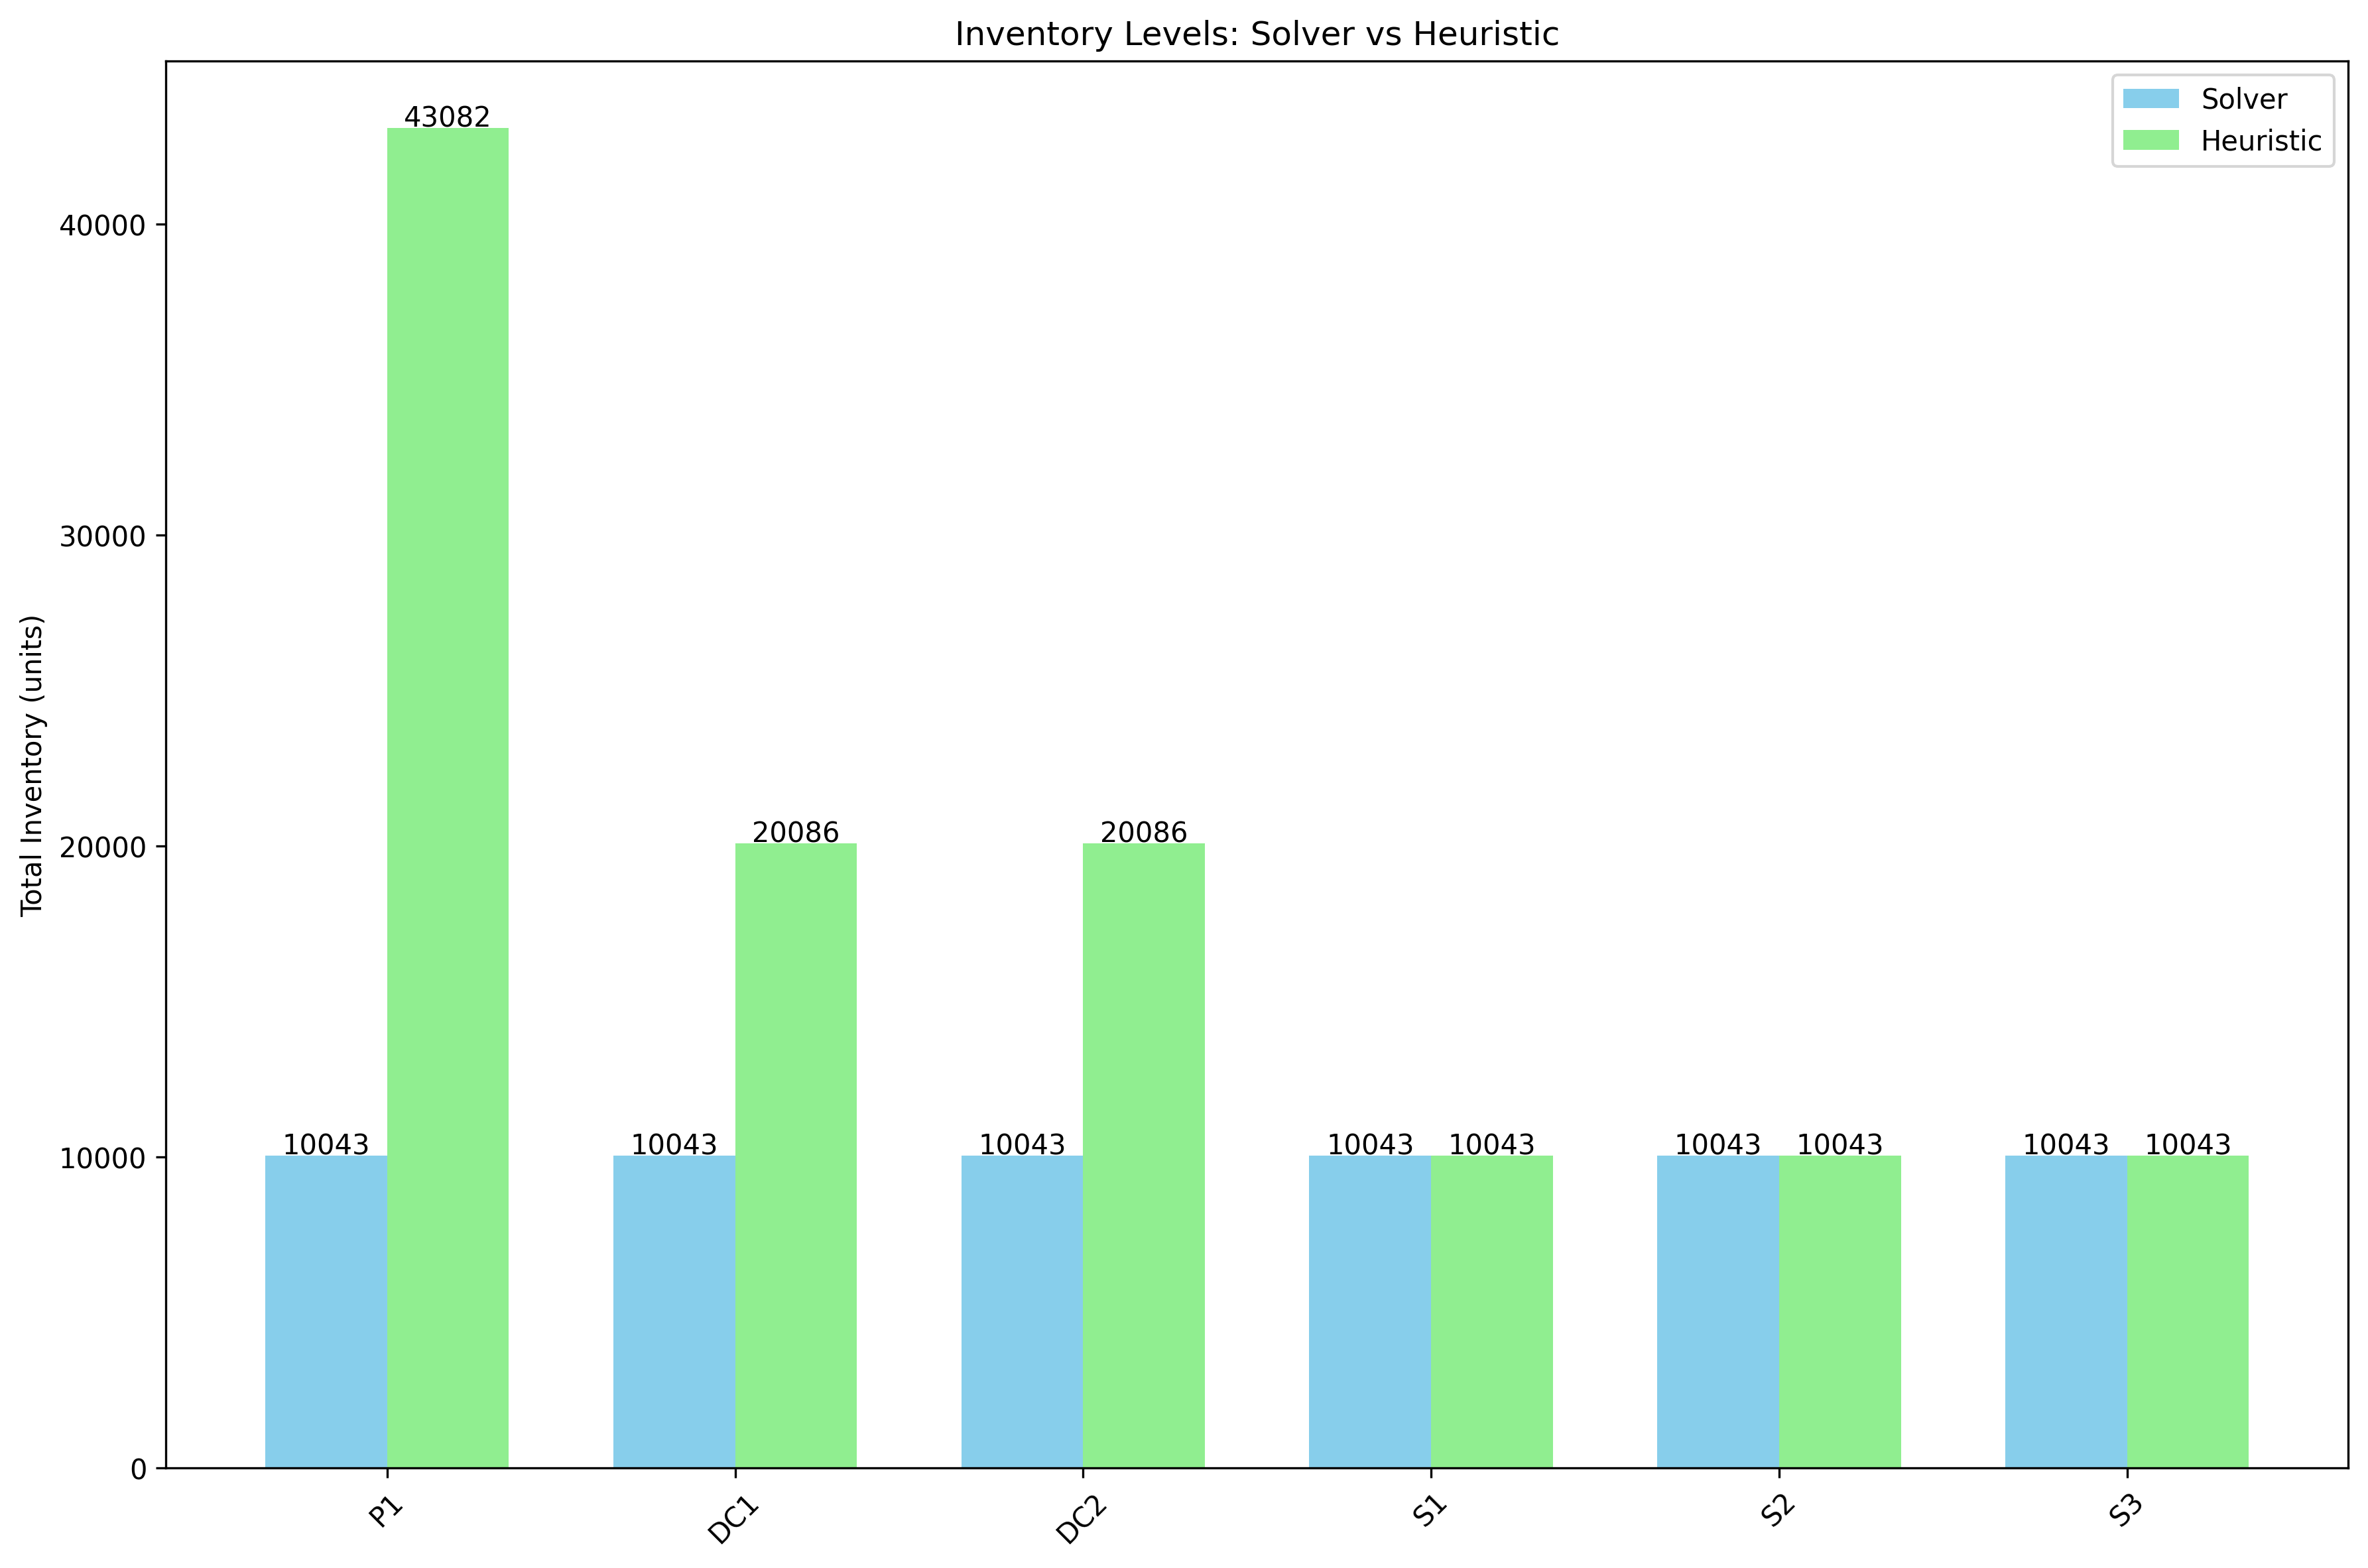 Inventory Levels: Solver vs Heuristic
Solver
Heuristic
Total Inventory (units)
40000
30000
20000
10000
0
43082
20086
20086
10043
10043
10043
10043
10043
10043
10043
10043
10043
P1
DC1
DC2
S1
S2
S3